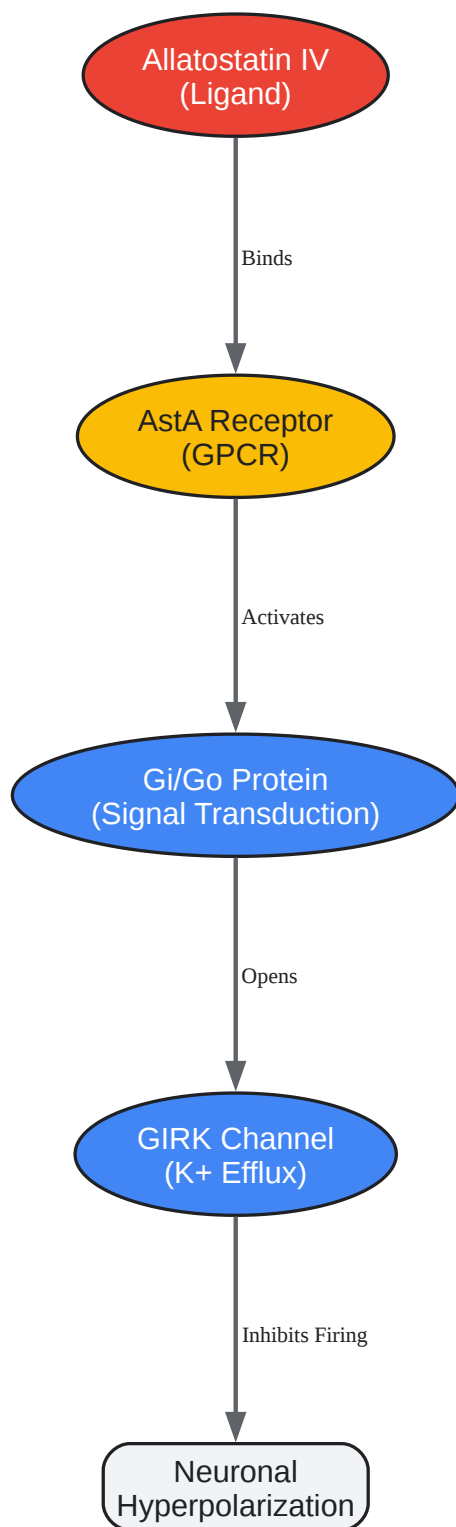 Allatostatin IV
(Ligand)
Binds
AstA Receptor
(GPCR)
Activates
Gi/Go Protein
(Signal Transduction)
Opens
GIRK Channel
(K+ Efflux)
Inhibits Firing
Neuronal
Hyperpolarization